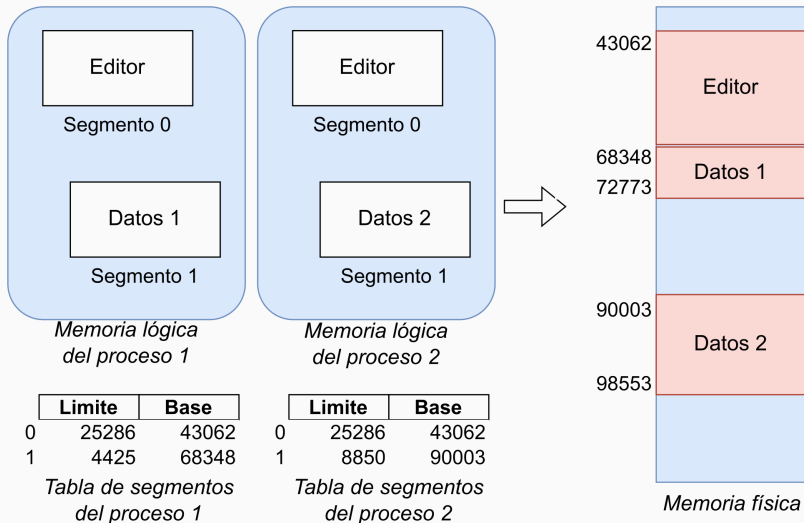 Editor
Segmento 0
Datos 1
Segmento 1
Memoria lógica
del proceso 1
Editor
Segmento 0
Datos 2
Segmento 1
Memoria lógica
del proceso 2
Limite Base
0 25286 43062
1 4425 68348
Tabla de segmentos
del proceso 1
Limite Base
0 25286 43062
1 8850 90003
Tabla de segmentos
del proceso 2
43062
Editor
68348
Datos 1
72773
90003
Datos 2
98553
Memoria física